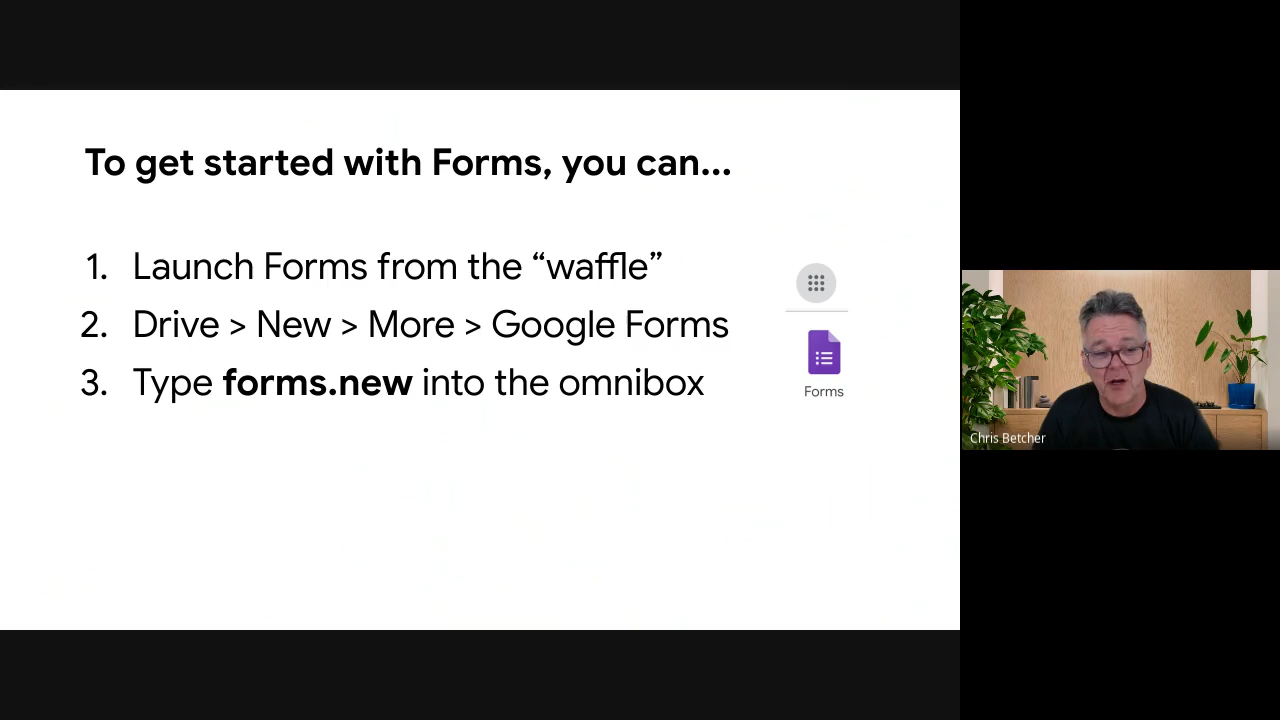 To get started with Forms, you can...
1. Launch Forms from the “waffle”
2. Drive > New > More > Google Forms
3. Type forms.new into the omnibox
Forms
Chris Betcher